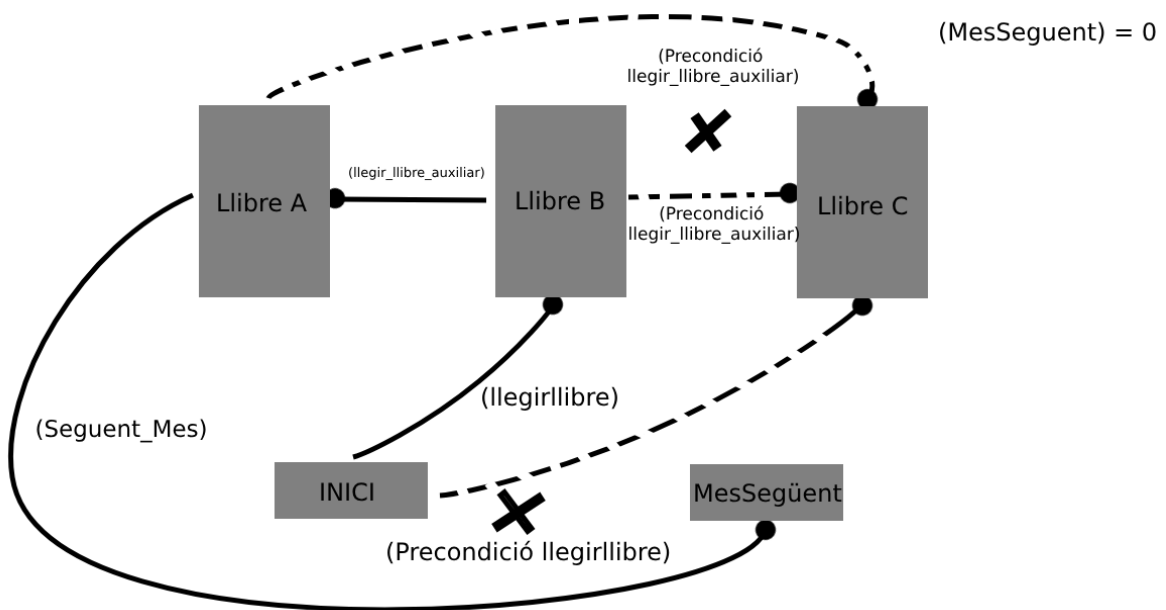 (MesSeguent) = 0
(Precondició
llegir_llibre_auxiliar)
(llegir_llibre_auxiliar)
Llibre A
Llibre B
Llibre C
(Precondició
llegir_llibre_auxiliar)
(llegirllibre)
(Seguent_Mes)
INICI
MesSegüent
(Precondició llegirllibre)